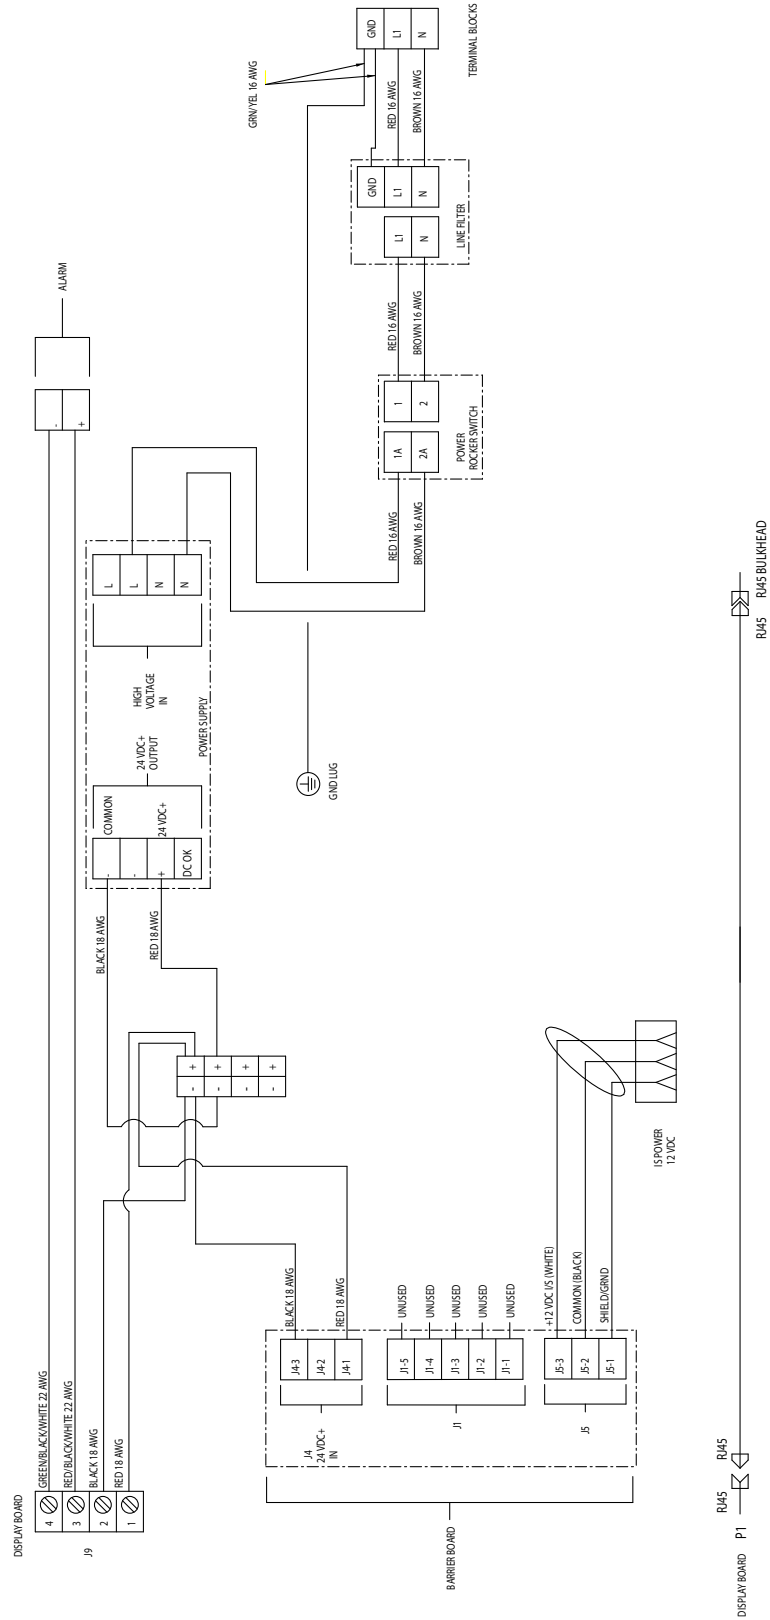 DISPLAY BOARD
J9
4
3
2
1
GREEN/BLACK/WHITE 22 AWG
RED/BLACK/WHITE 22 AWG
BLACK 18 AWG
RED 18 AWG
-
+
ALARM
BARRIER BOARD
J4
24 VDC+
IN
J4-3
J4-2
J4-1
BLACK 18 AWG
RED 18 AWG
J1
J1-5
J1-4
J1-3
J1-2
J1-1
UNUSED
UNUSED
UNUSED
UNUSED
UNUSED
J5
J5-3
J5-2
J5-1
+12 VDC I/S (WHITE)
COMMON (BLACK)
SHIELD/GRND
IS POWER
12 VDC
- +
- +
- +
- +
BLACK 18 AWG
RED 18 AWG
-
-
+
DC OK
COMMON
24 VDC+
24 VDC+
OUTPUT
HIGH
VOLTAGE
IN
POWER SUPPLY
L
L
N
N
GND LUG
RED 16 AWG
BROWN 16 AWG
1A
2A
1
2
POWER
ROCKER SWITCH
RED 16 AWG
BROWN 16 AWG
L1
N
GND
L1
N
LINE FILTER
GRN/YEL 16 AWG
RED 16 AWG
BROWN 16 AWG
GND
L1
N
TERMINAL BLOCKS
DISPLAY BOARD P1
RJ45
RJ45
RJ45
RJ45 BULKHEAD